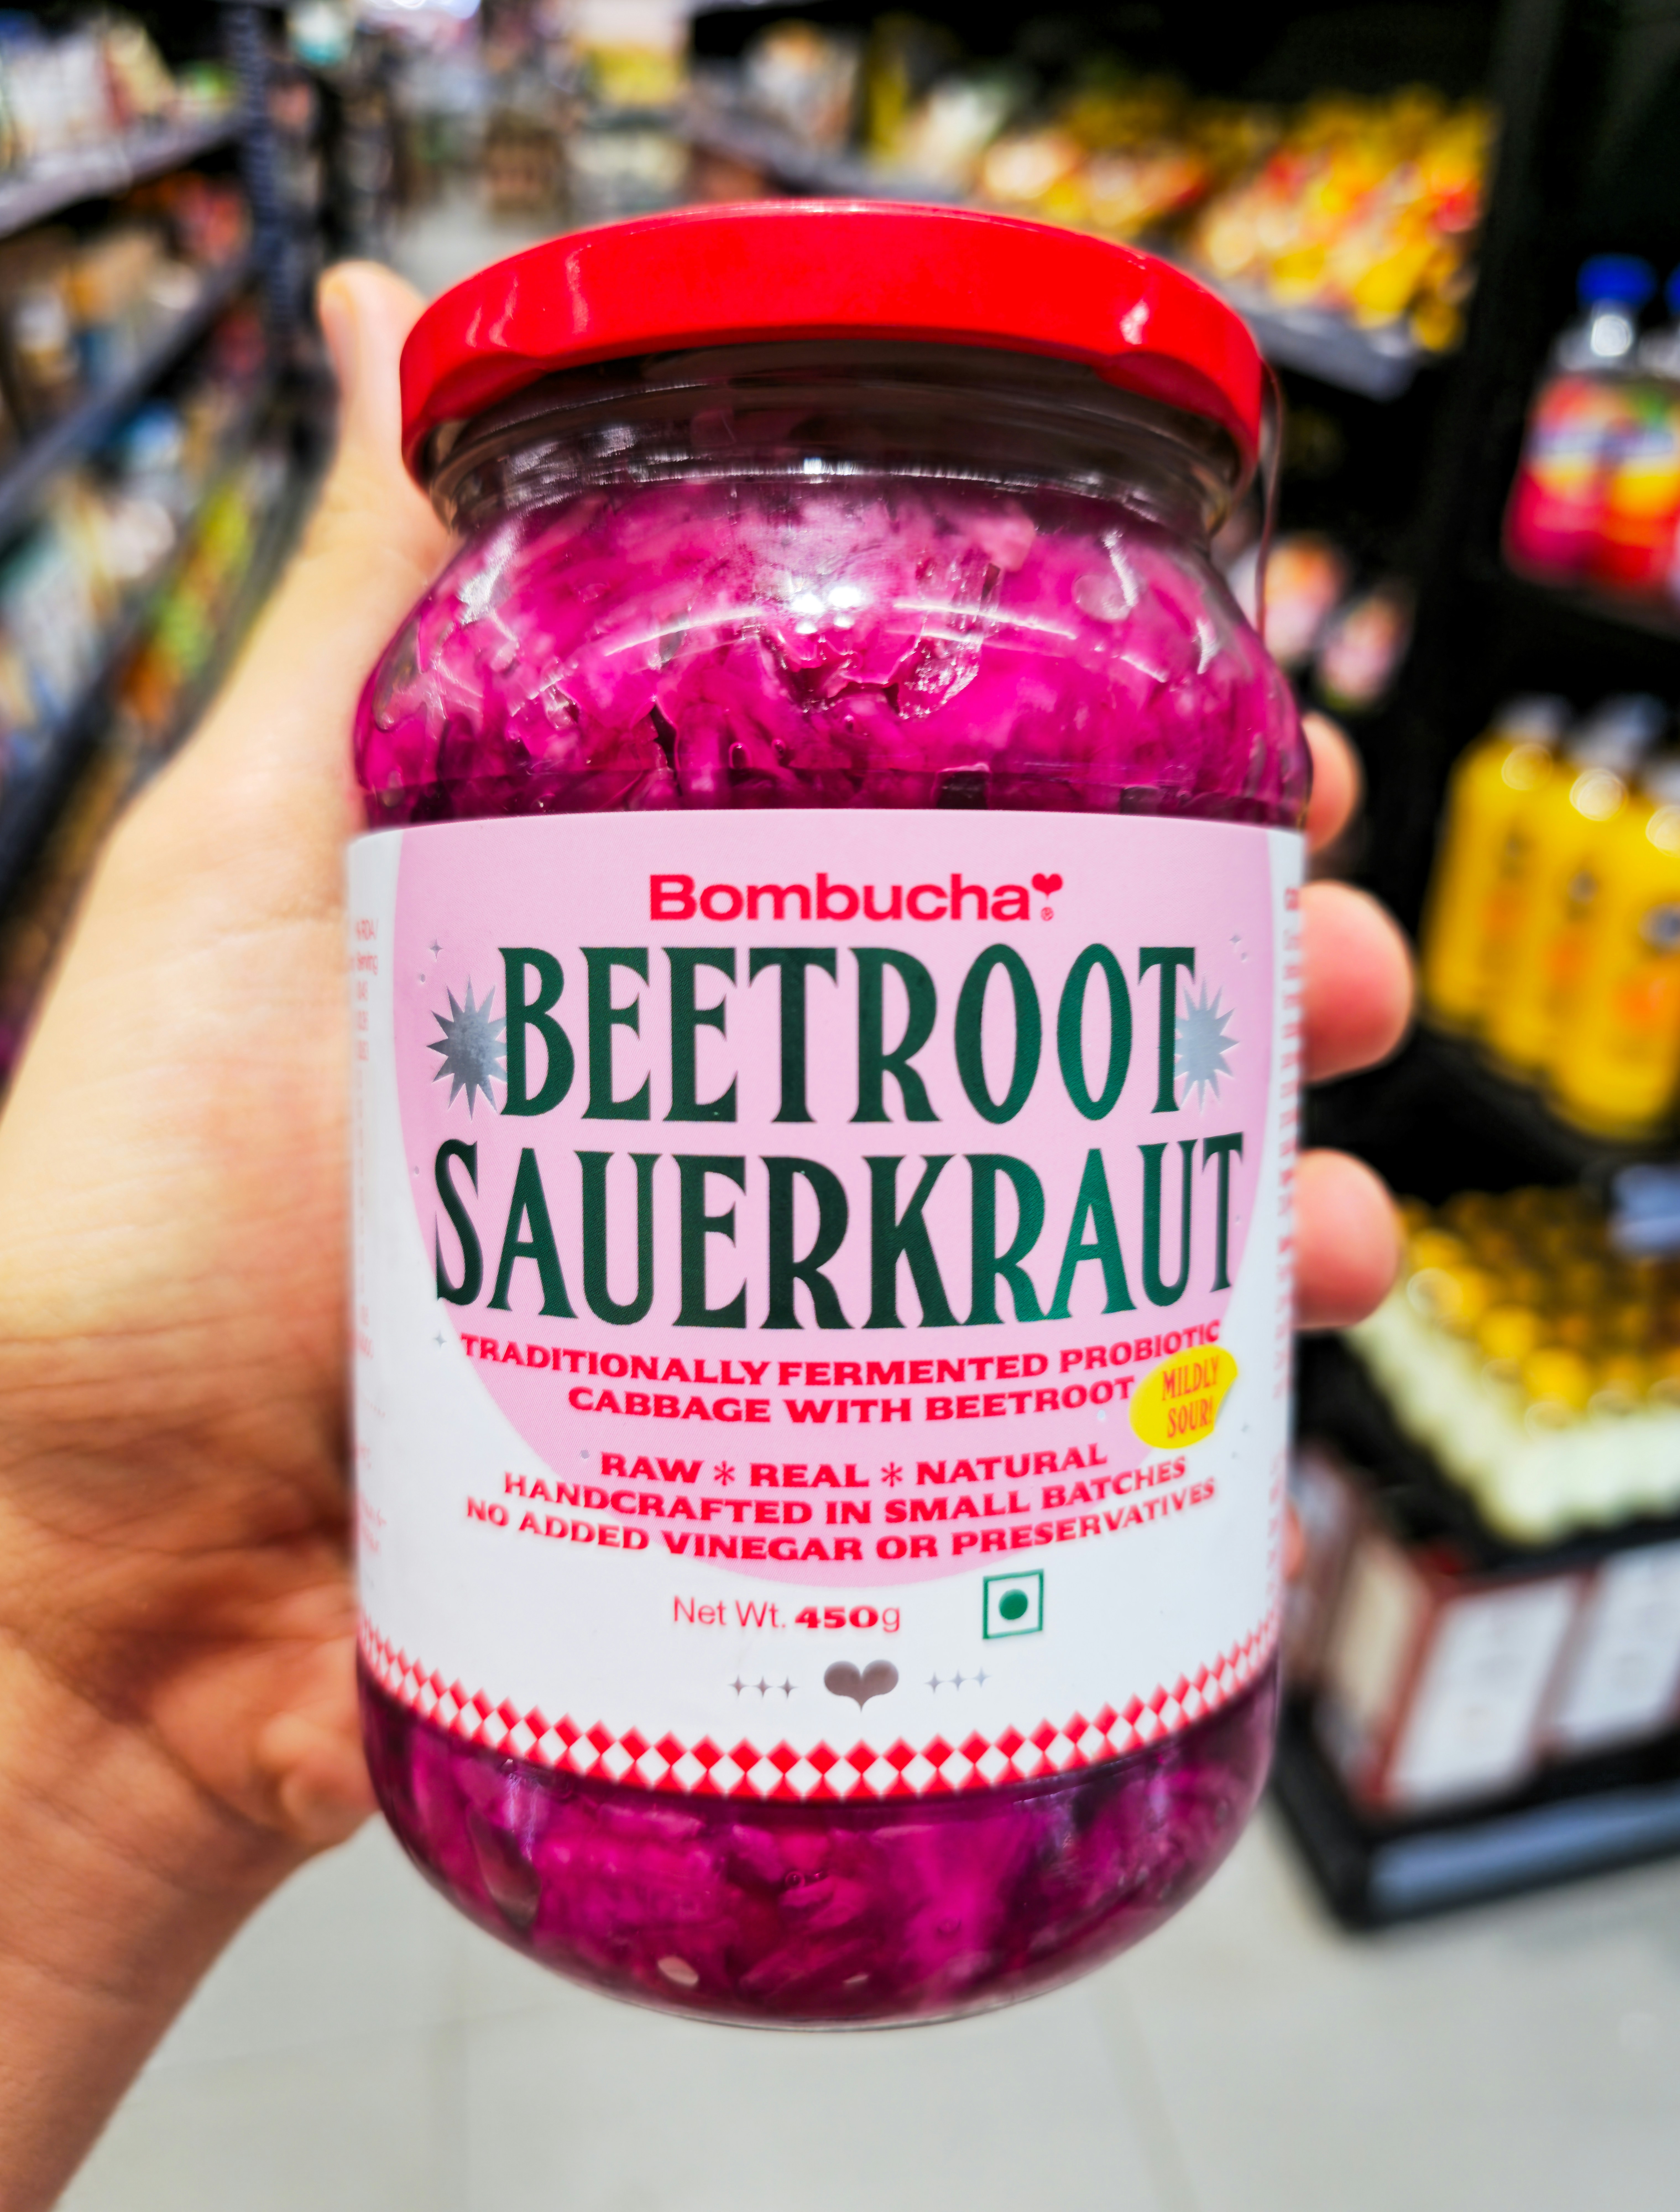 Bombucha®
BEETROOT
SAUERKRAUT
TRADITIONALLY FERMENTED PROBIOTIC
CABBAGE WITH BEETROOT
MILDLY
SOUR!
RAW * REAL * NATURAL
HANDCRAFTED IN SMALL BATCHES
NO ADDED VINEGAR OR PRESERVATIVES
Net Wt. 450g